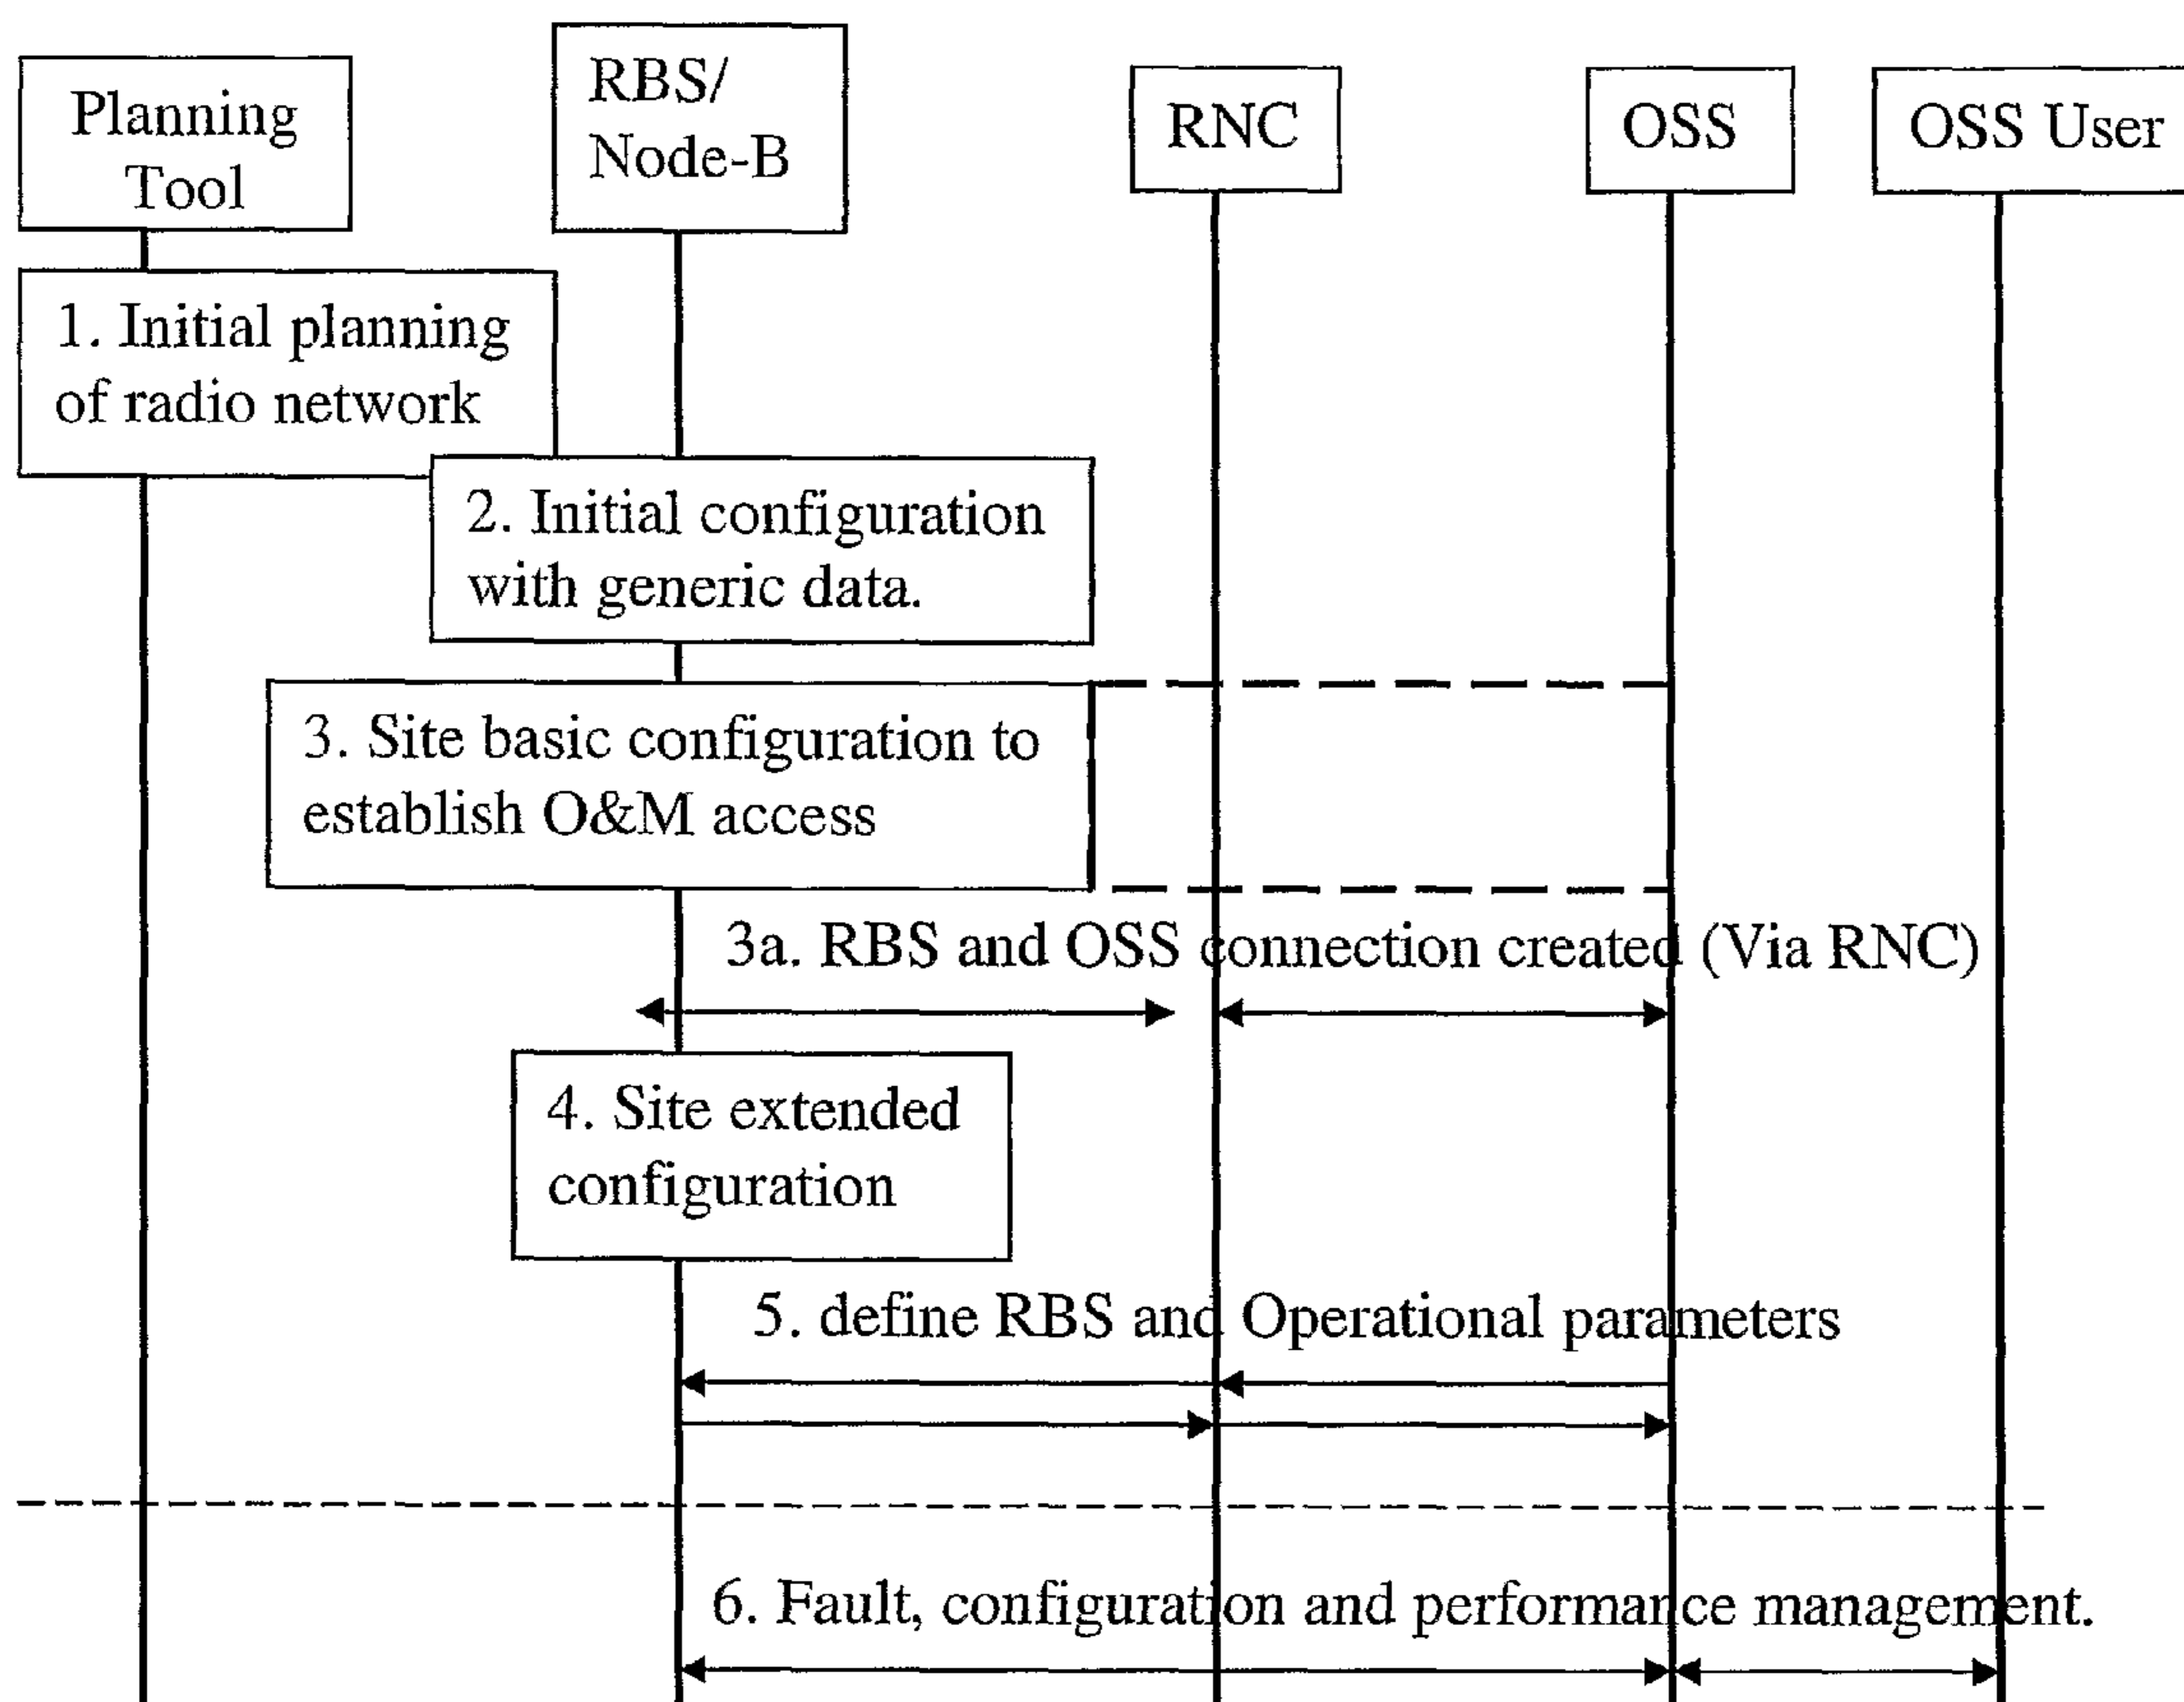 Planning
Tool
RBS/
Node-B
RNC
OSS
OSS User
1. Initial planning
of radio network
2. Initial configuration
with generic data.
3. Site basic configuration to
establish O&M access
3a. RBS and OSS connection created (Via RNC)
4. Site extended
configuration
5. define RBS and Operational parameters
6. Fault, configuration and performance management.